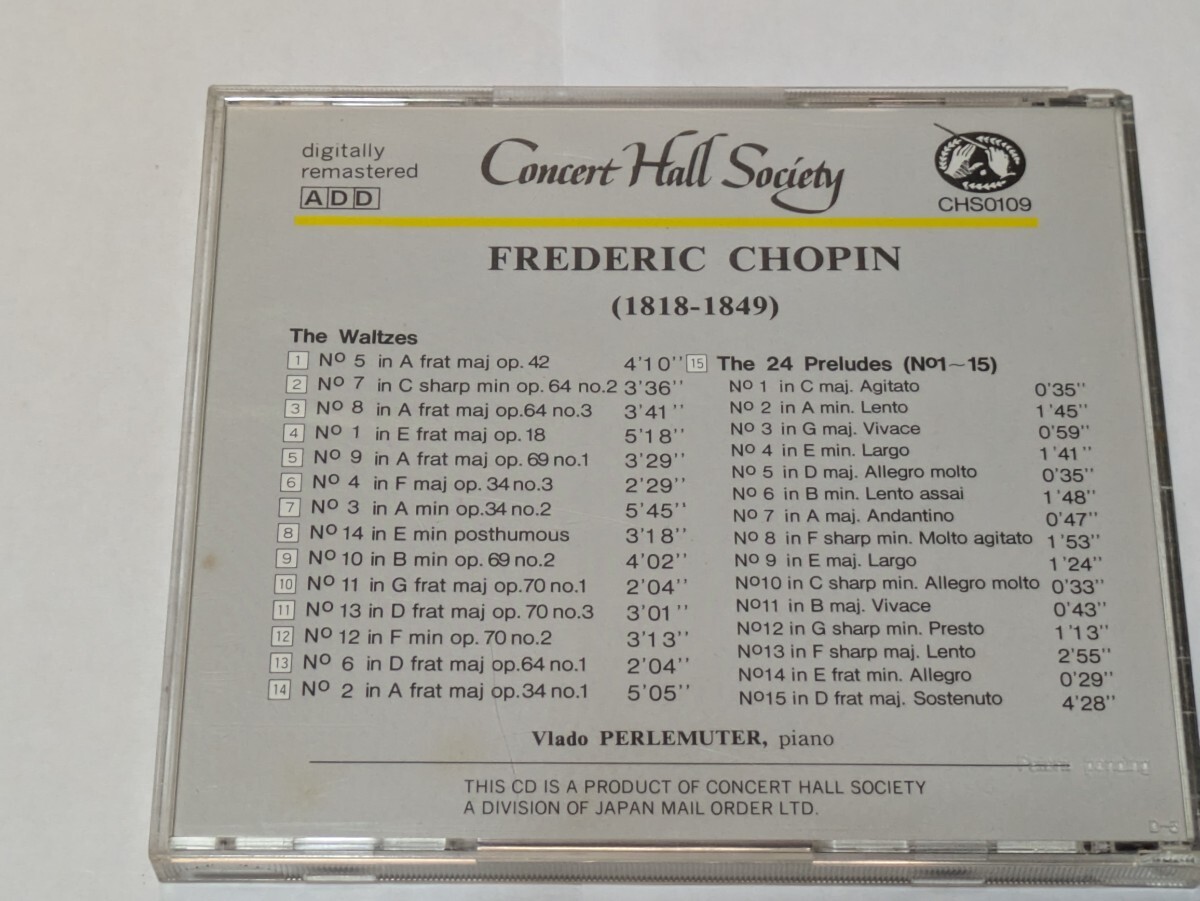 digitally
remastered
ADD
Concert Hall Society
CHS0109
FREDERIC CHOPIN
(1818-1849)
The Waltzes
1 No 5 in A frat maj op. 42 4'10''
2 No 7 in C sharp min op. 64 no.2 3'36''
3 No 8 in A frat maj op.64 no.3 3'41''
4 No 1 in E frat maj op. 18 5'18''
5 No 9 in A frat maj op. 69 no.1 3'29''
6 No 4 in F maj op. 34 no.3 2'29''
7 No 3 in A min op.34 no.2 5'45''
8 No 14 in E min posthumous 3'18''
9 No 10 in B min op. 69 no.2 4'02''
10 No 11 in G frat maj op.70 no.1 2'04''
11 No 13 in D frat maj op. 70 no.3 3'01''
12 No 12 in F min op. 70 no.2 3'13''
13 No 6 in D frat maj op.64 no.1 2'04''
14 No 2 in A frat maj op.34 no.1 5'05''
15 The 24 Preludes (No1~15)
No 1 in C maj. Agitato 0'35''
No 2 in A min. Lento 1'45''
No 3 in G maj. Vivace 0'59''
No 4 in E min. Largo 1'41''
No 5 in D maj. Allegro molto 0'35''
No 6 in B min. Lento assai 1'48''
No 7 in A maj. Andantino 0'47''
No 8 in F sharp min. Molto agitato 1'53''
No 9 in E maj. Largo 1'24''
No10 in C sharp min. Allegro molto 0'33''
No11 in B maj. Vivace 0'43''
No12 in G sharp min. Presto 1'13''
No13 in F sharp maj. Lento 2'55''
No14 in E frat min. Allegro 0'29''
No15 in D frat maj. Sostenuto 4'28''
Vlado PERLEMUTER, piano
Patent pending
THIS CD IS A PRODUCT OF CONCERT HALL SOCIETY
A DIVISION OF JAPAN MAIL ORDER LTD.